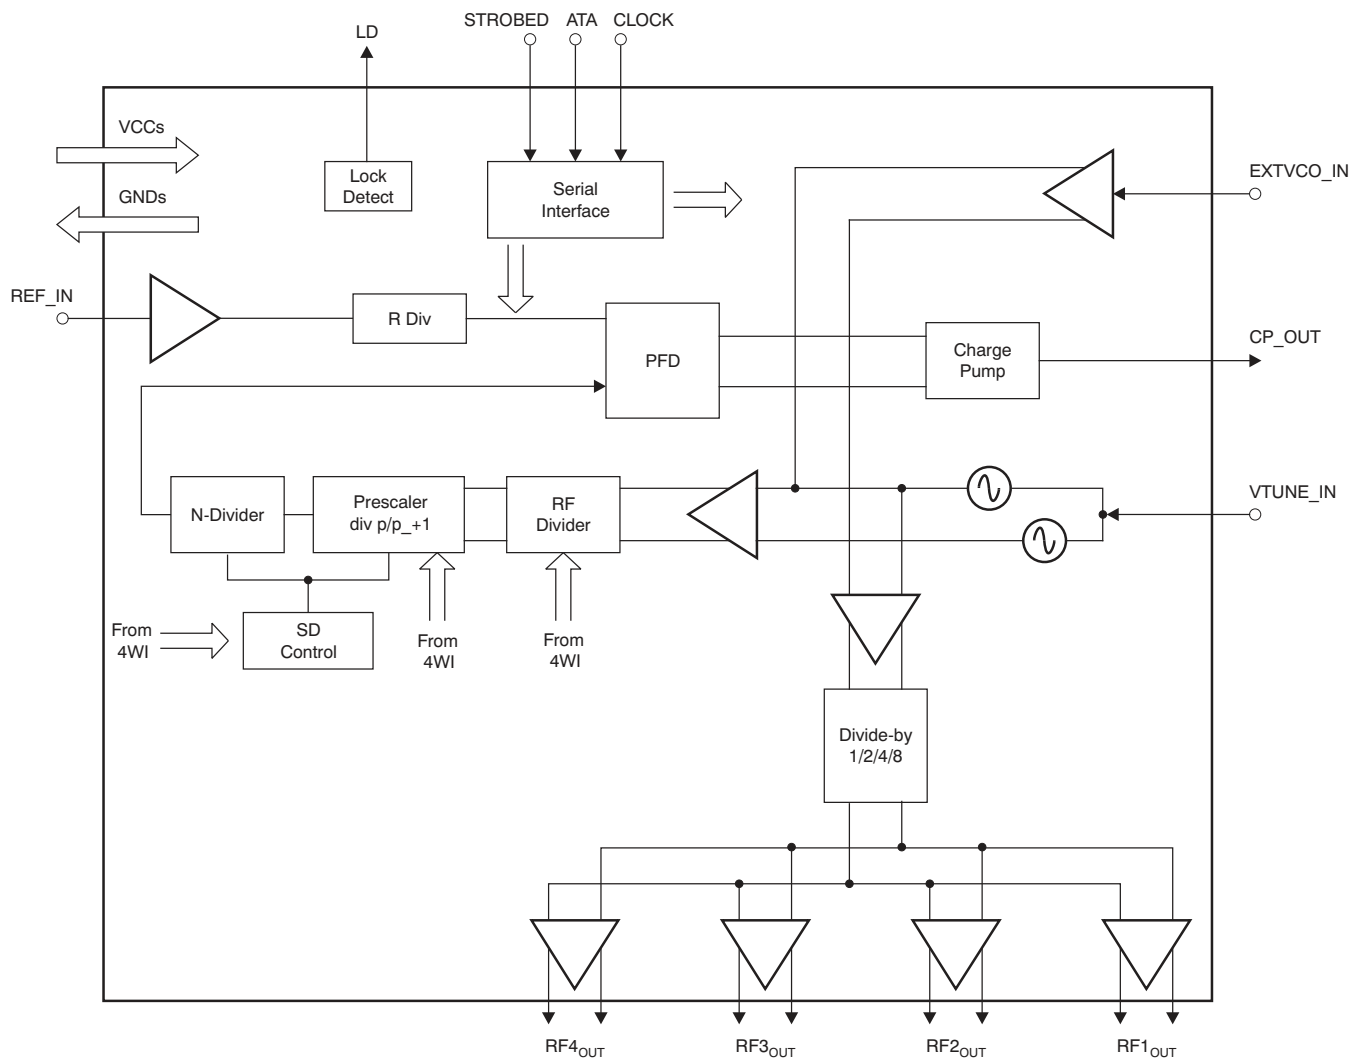 STROBED ATA CLOCK
LD
VCCs
GNDs
Lock
Detect
Serial
Interface
EXTVCO_IN
REF_IN
R Div
PFD
Charge
Pump
CP_OUT
N-Divider
Prescaler
div p/p_+1
RF
Divider
VTUNE_IN
From
4WI
SD
Control
From
4WI
From
4WI
Divide-by
1/2/4/8
RF4OUT
RF3OUT
RF2OUT
RF1OUT